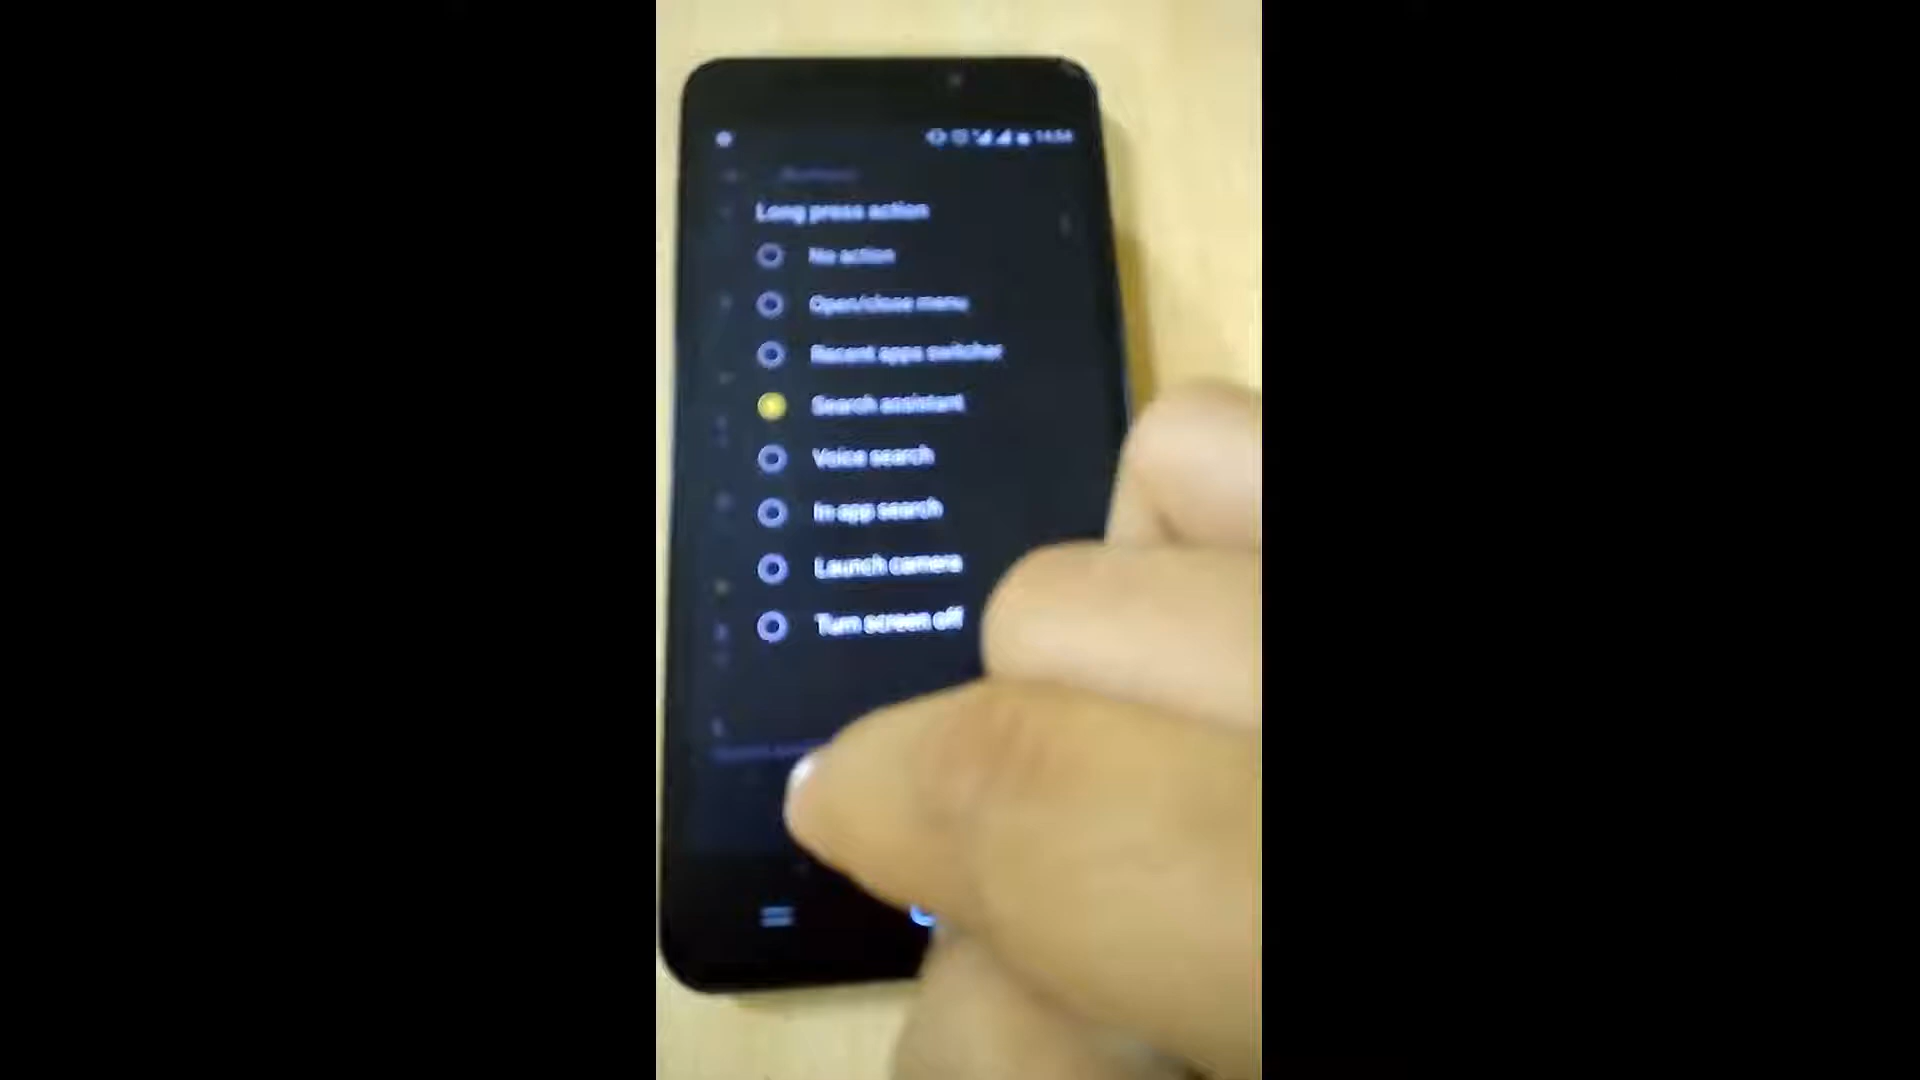 Long press action
No action
Open/close menu
Recent apps switcher
Search assistant
Voice search
In app search
Launch camera
Turn screen off